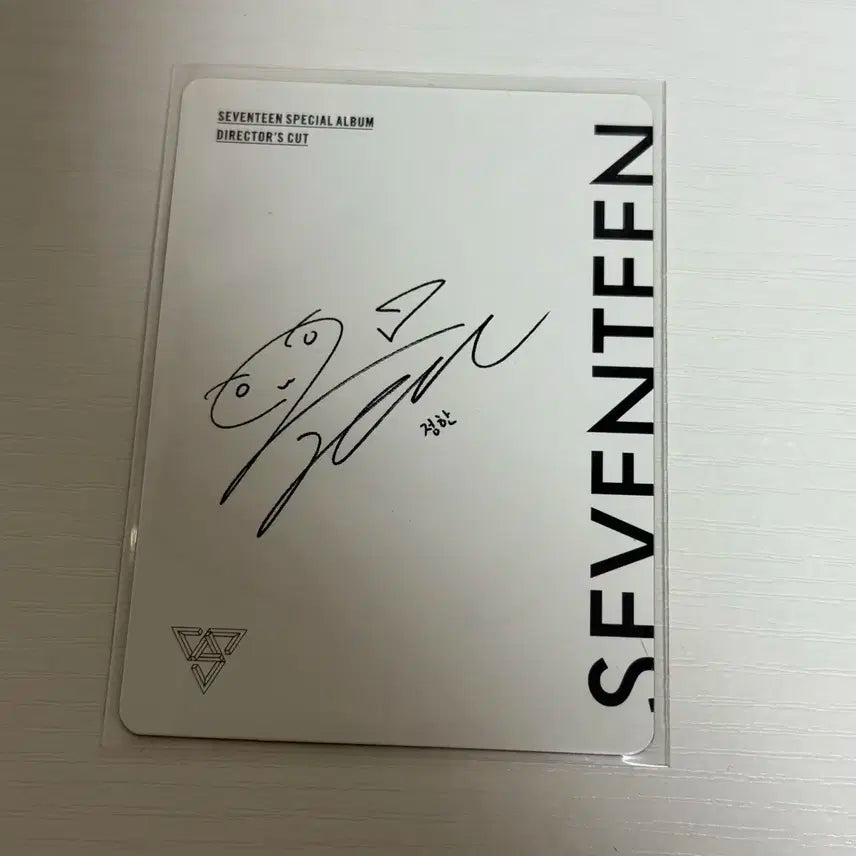 SEVENTEEN SPECIAL ALBUM
DIRECTOR'S CUT
정한
SEVENTEEN